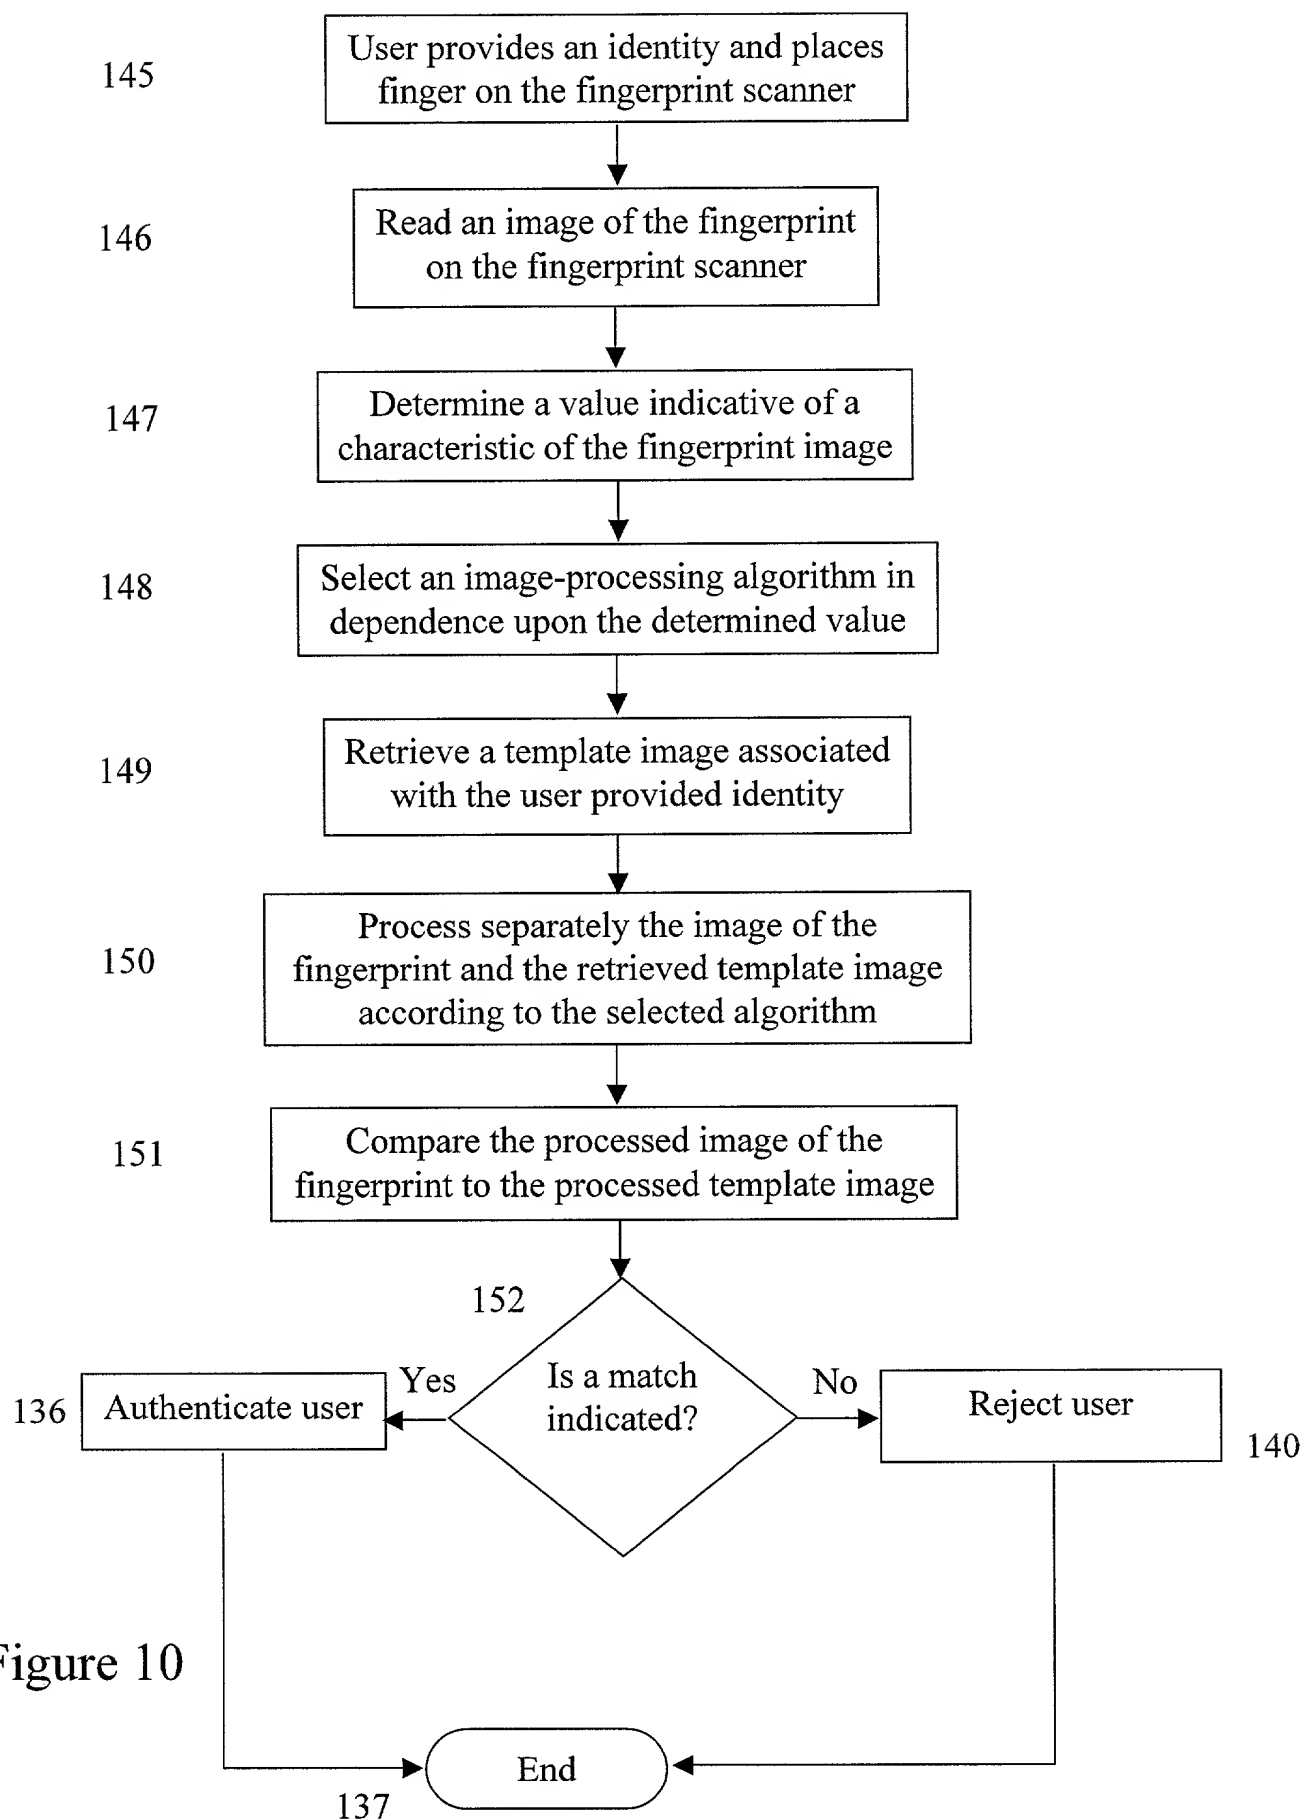 145
User provides an identity and places
finger on the fingerprint scanner
146
Read an image of the fingerprint
on the fingerprint scanner
147
Determine a value indicative of a
characteristic of the fingerprint image
148
Select an image-processing algorithm in
dependence upon the determined value
149
Retrieve a template image associated
with the user provided identity
150
Process separately the image of the
fingerprint and the retrieved template image
according to the selected algorithm
151
Compare the processed image of the
fingerprint to the processed template image
152
Is a match
indicated?
Yes
No
136
Authenticate user
Reject user
140
Figure 10
End
137